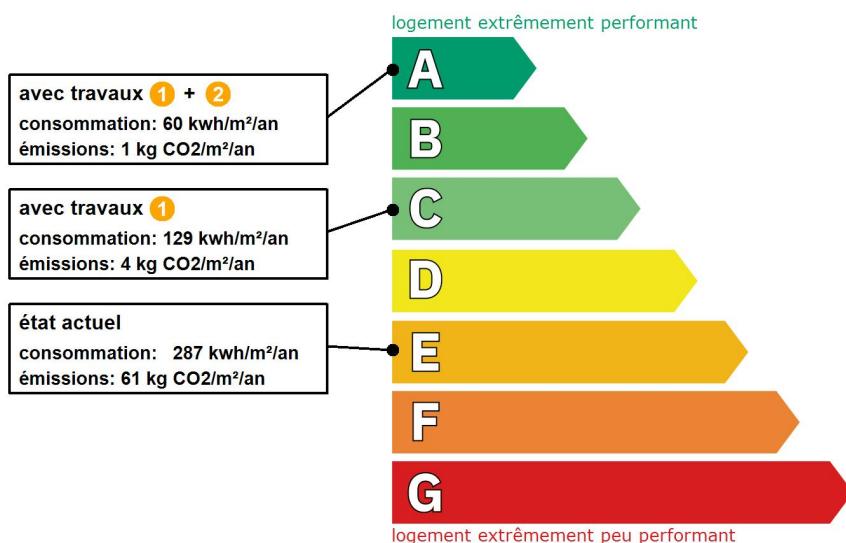 logement extrêmement performant
A
avec travaux 1 + 2
consommation: 60 kwh/m²/an
émissions: 1 kg CO2/m²/an
B
avec travaux 1
consommation: 129 kwh/m²/an
émissions: 4 kg CO2/m²/an
C
D
état actuel
consommation: 287 kwh/m²/an
émissions: 61 kg CO2/m²/an
E
F
G
logement extrêmement peu performant